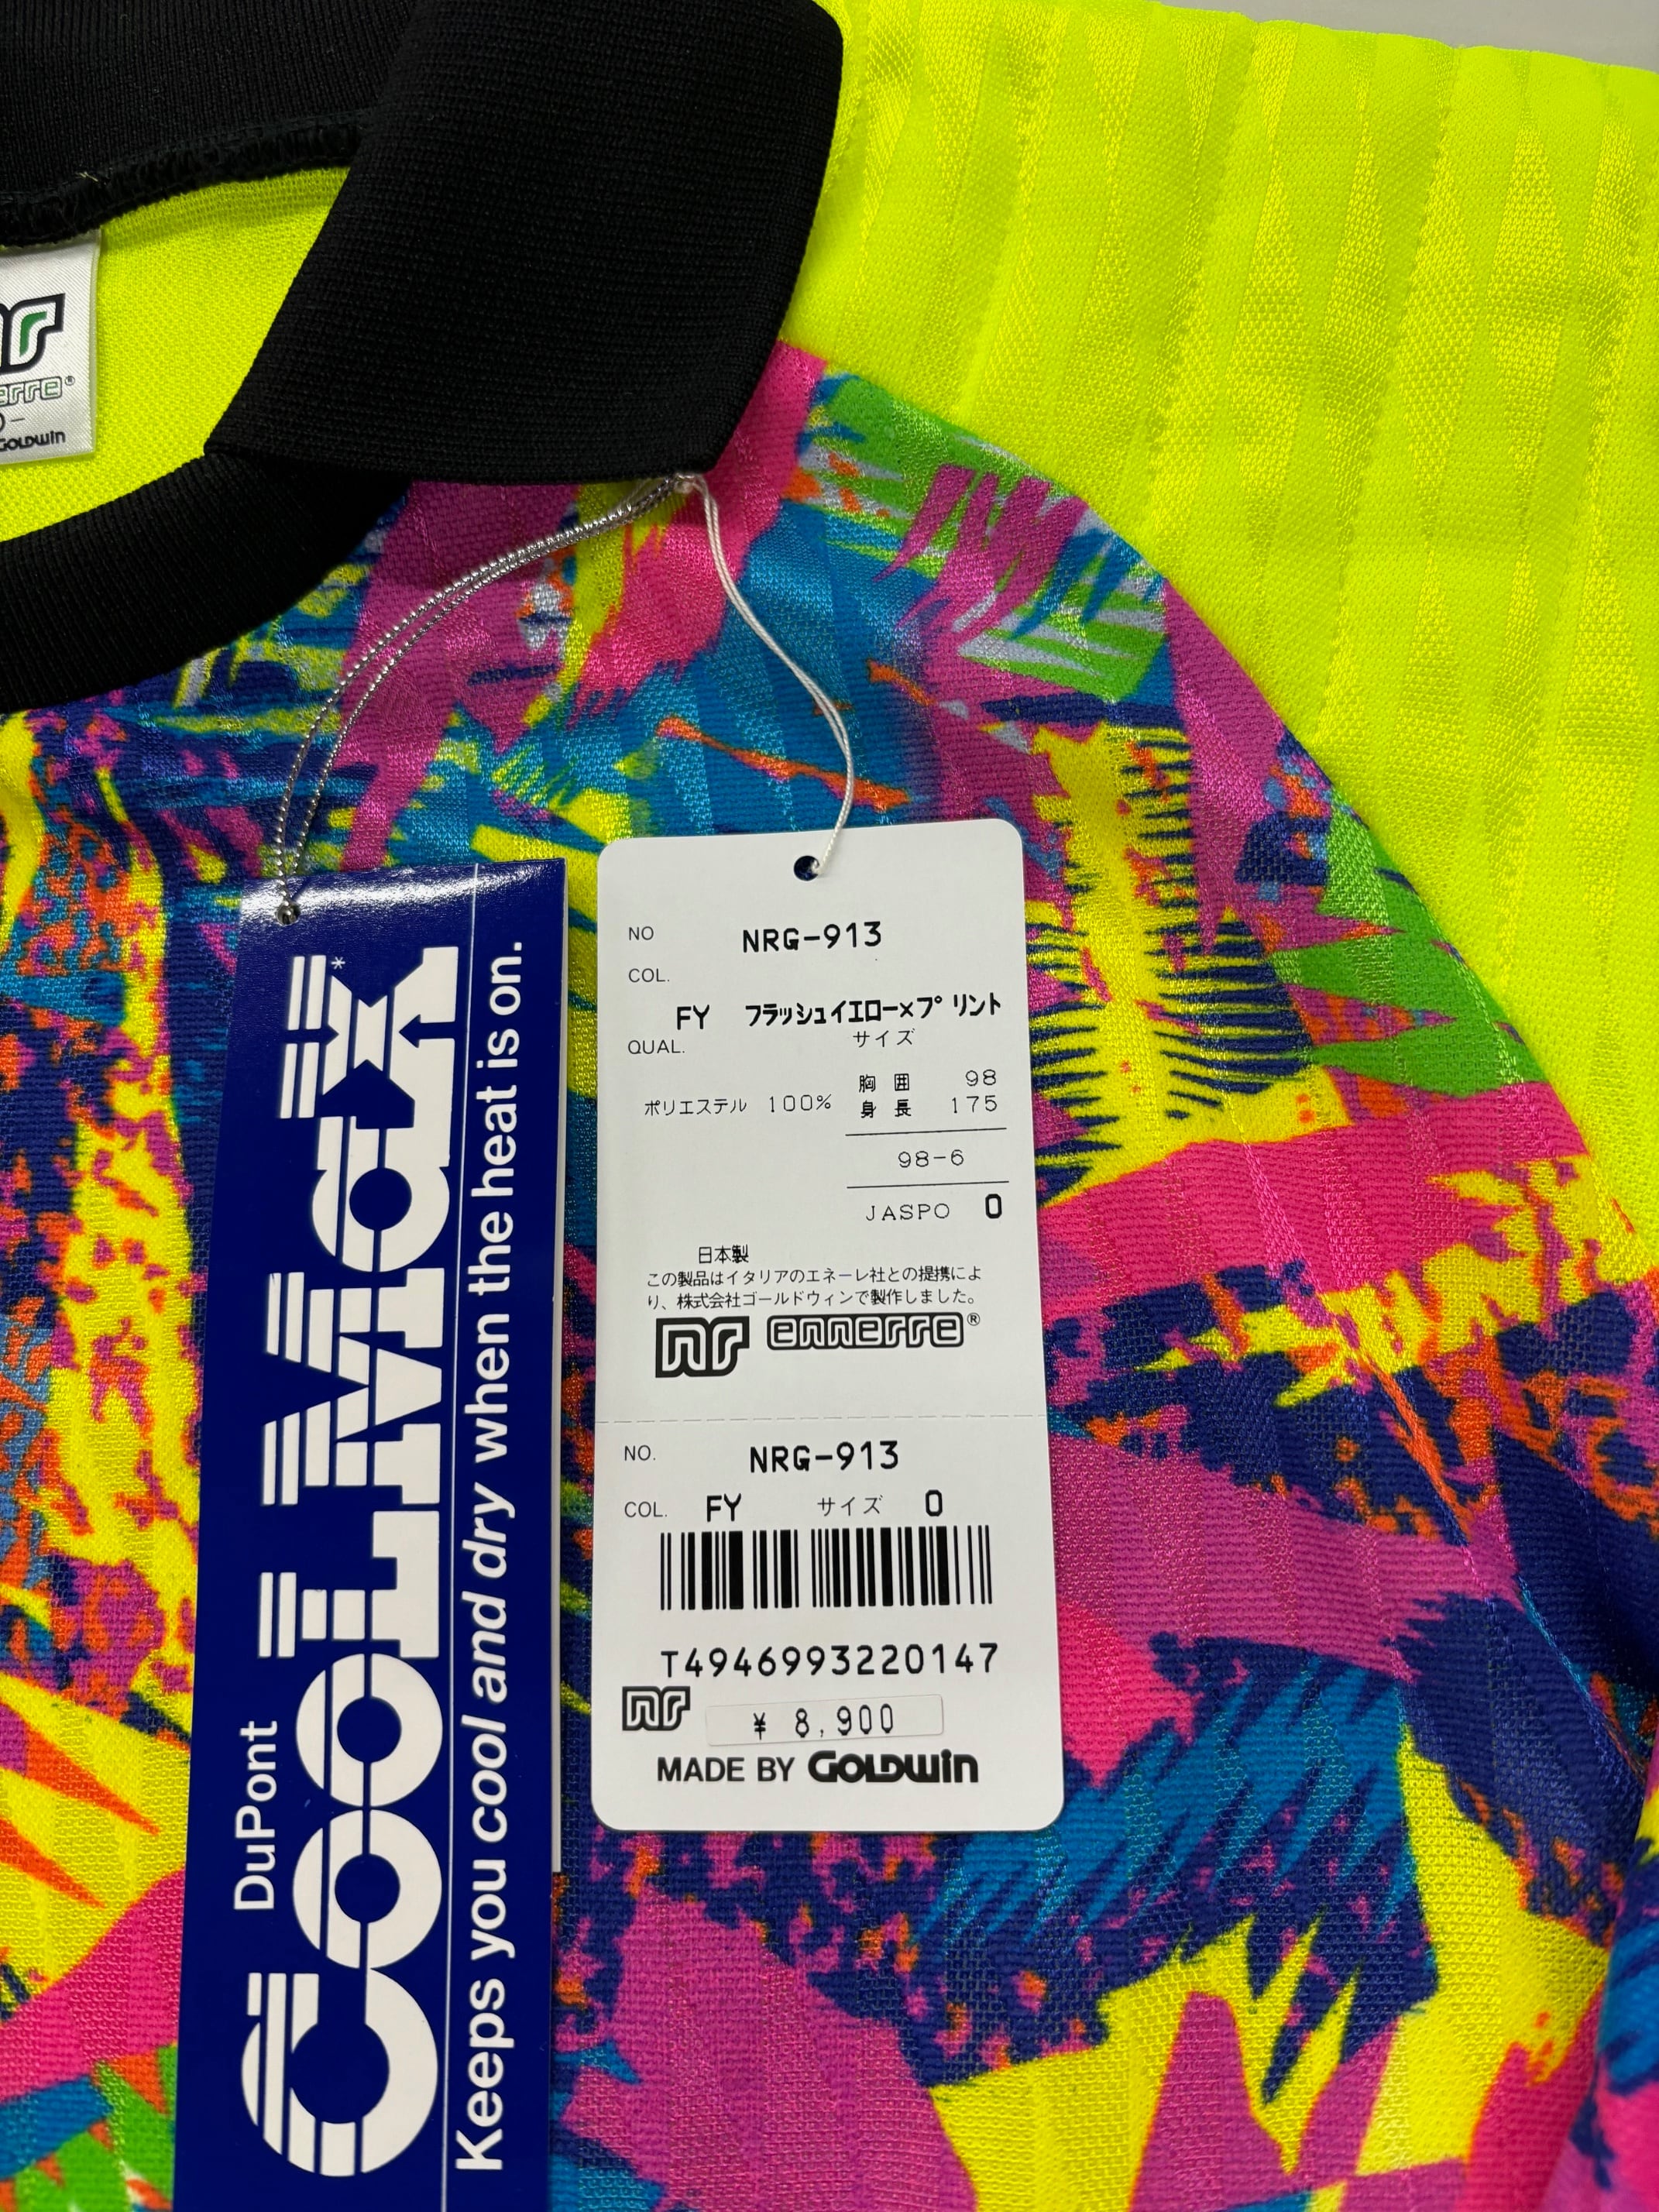 erre®
GOLDWIN
DuPont
COOLMAX*
Keeps you cool and dry when the heat is on.
NO NRG-913
COL.
FY フラッシュイエロー×プリント
QUAL. サイズ
胸囲 98
ポリエステル 100% 身長 175
98-6
JASPO O
日本製
この製品はイタリアのエネーレ社との提携によ
り、株式会社ゴールドウィンで製作しました。
nr ennerre®
NO. NRG-913
COL. FY サイズ O
T4946993220147
nr ¥ 8,900
MADE BY GOLDWIN